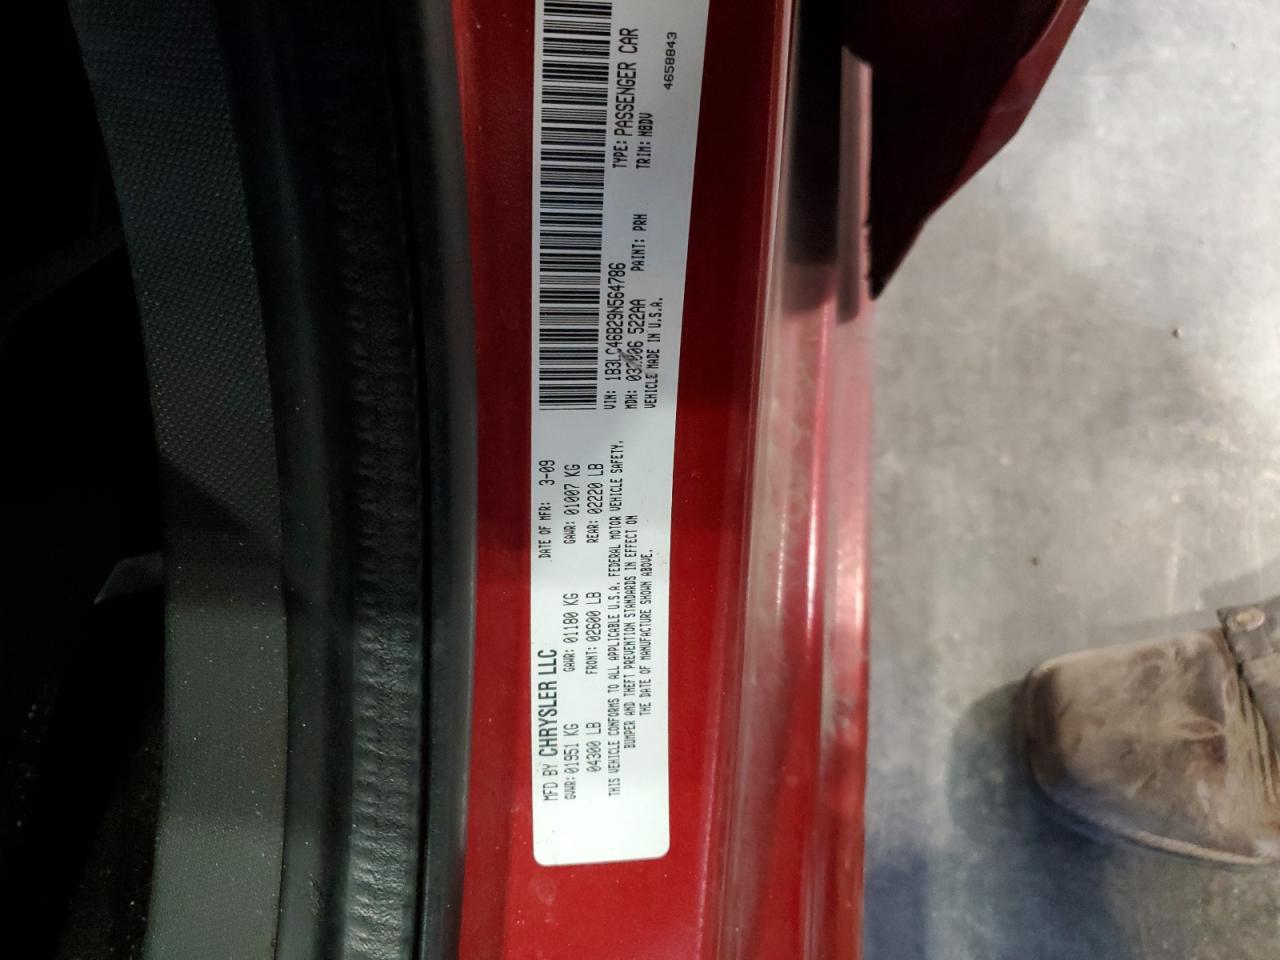 MFD BY CHRYSLER LLC DATE OF MFR: 3-09
GVWR: 01951 KG GAWR: 01180 KG GAWR: 01007 KG
04300 LB FRONT: 02600 LB REAR: 02220 LB
THIS VEHICLE CONFORMS TO ALL APPLICABLE U.S.A. FEDERAL MOTOR VEHICLE SAFETY,
BUMPER AND THEFT PREVENTION STANDARDS IN EFFECT ON
THE DATE OF MANUFACTURE SHOWN ABOVE.
VIN: 1B3LC46B29N564786 TYPE: PASSENGER CAR
MDH: 522AA PAINT: PRH TRIM: M8DV
VEHICLE MADE IN U.S.A.
4658843